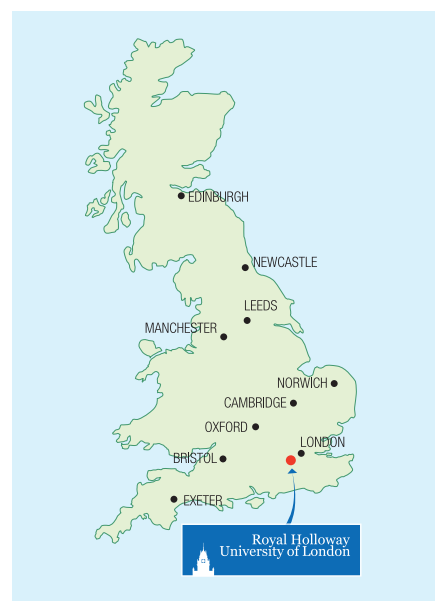 EDINBURGH
NEWCASTLE
LEEDS
MANCHESTER
NORWICH
CAMBRIDGE
OXFORD
LONDON
BRISTOL
EXETER
Royal Holloway
University of London